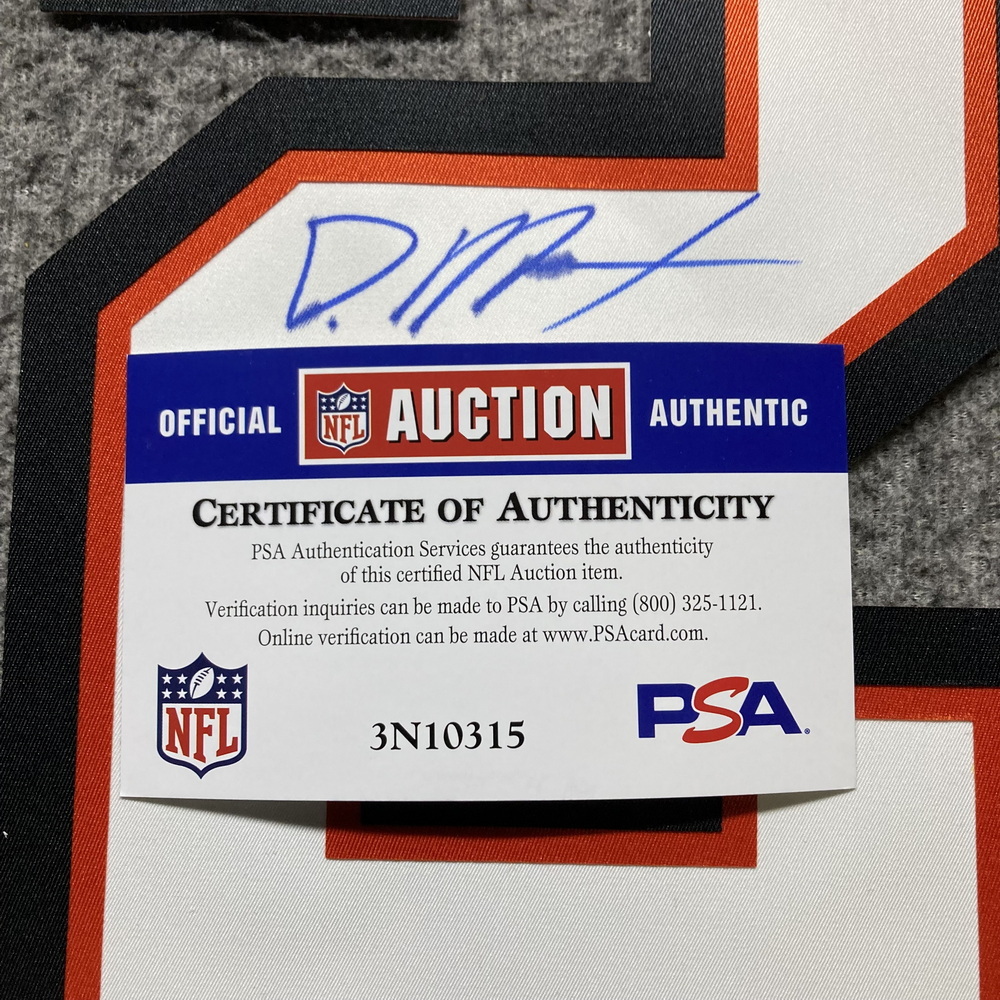 OFFICIAL NFL AUCTION AUTHENTIC
CERTIFICATE OF AUTHENTICITY
PSA Authentication Services guarantees the authenticity
of this certified NFL Auction item.
Verification inquiries can be made to PSA by calling (800) 325-1121.
Online verification can be made at www.PSAcard.com.
NFL 3N10315 PSA®